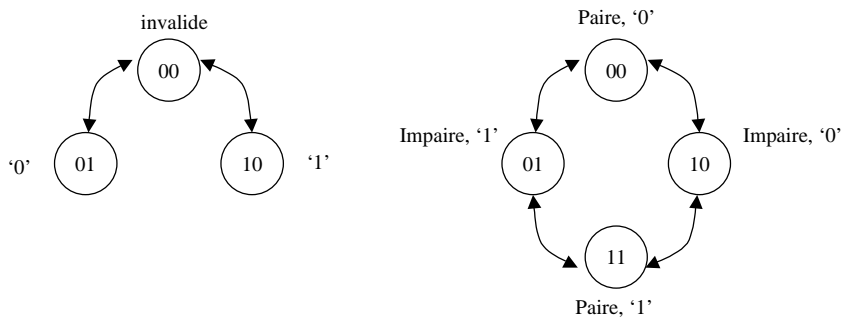 invalide
00
‘0’
01
10
‘1’
Paire, ‘0’
00
Impaire, ‘1’
Impaire, ‘0’
01
10
11
Paire, ‘1’